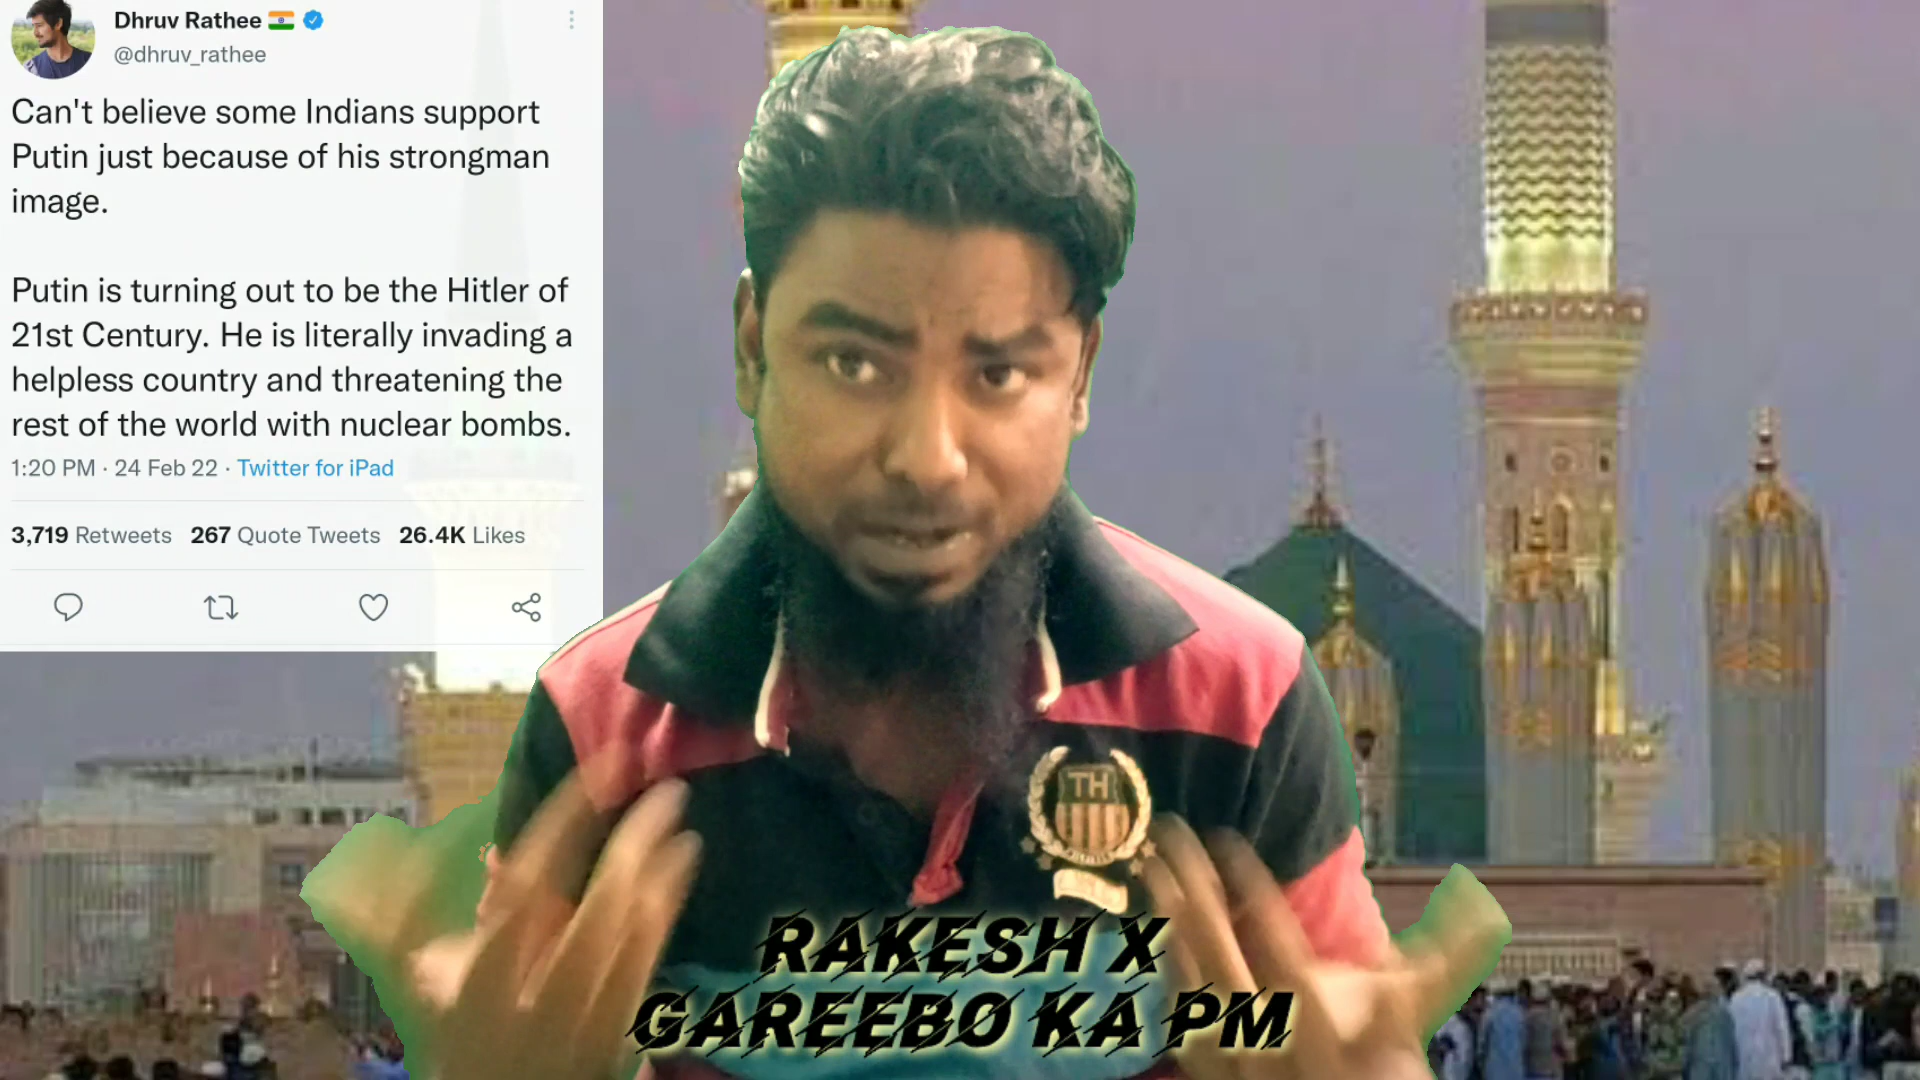 Dhruv Rathee
@dhruv_rathee
Can't believe some Indians support
Putin just because of his strongman
image.
Putin is turning out to be the Hitler of
21st Century. He is literally invading a
helpless country and threatening the
rest of the world with nuclear bombs.
1:20 PM · 24 Feb 22 · Twitter for iPad
3,719 Retweets 267 Quote Tweets 26.4K Likes
TH
RAKESH X
GAREEBO KA PM